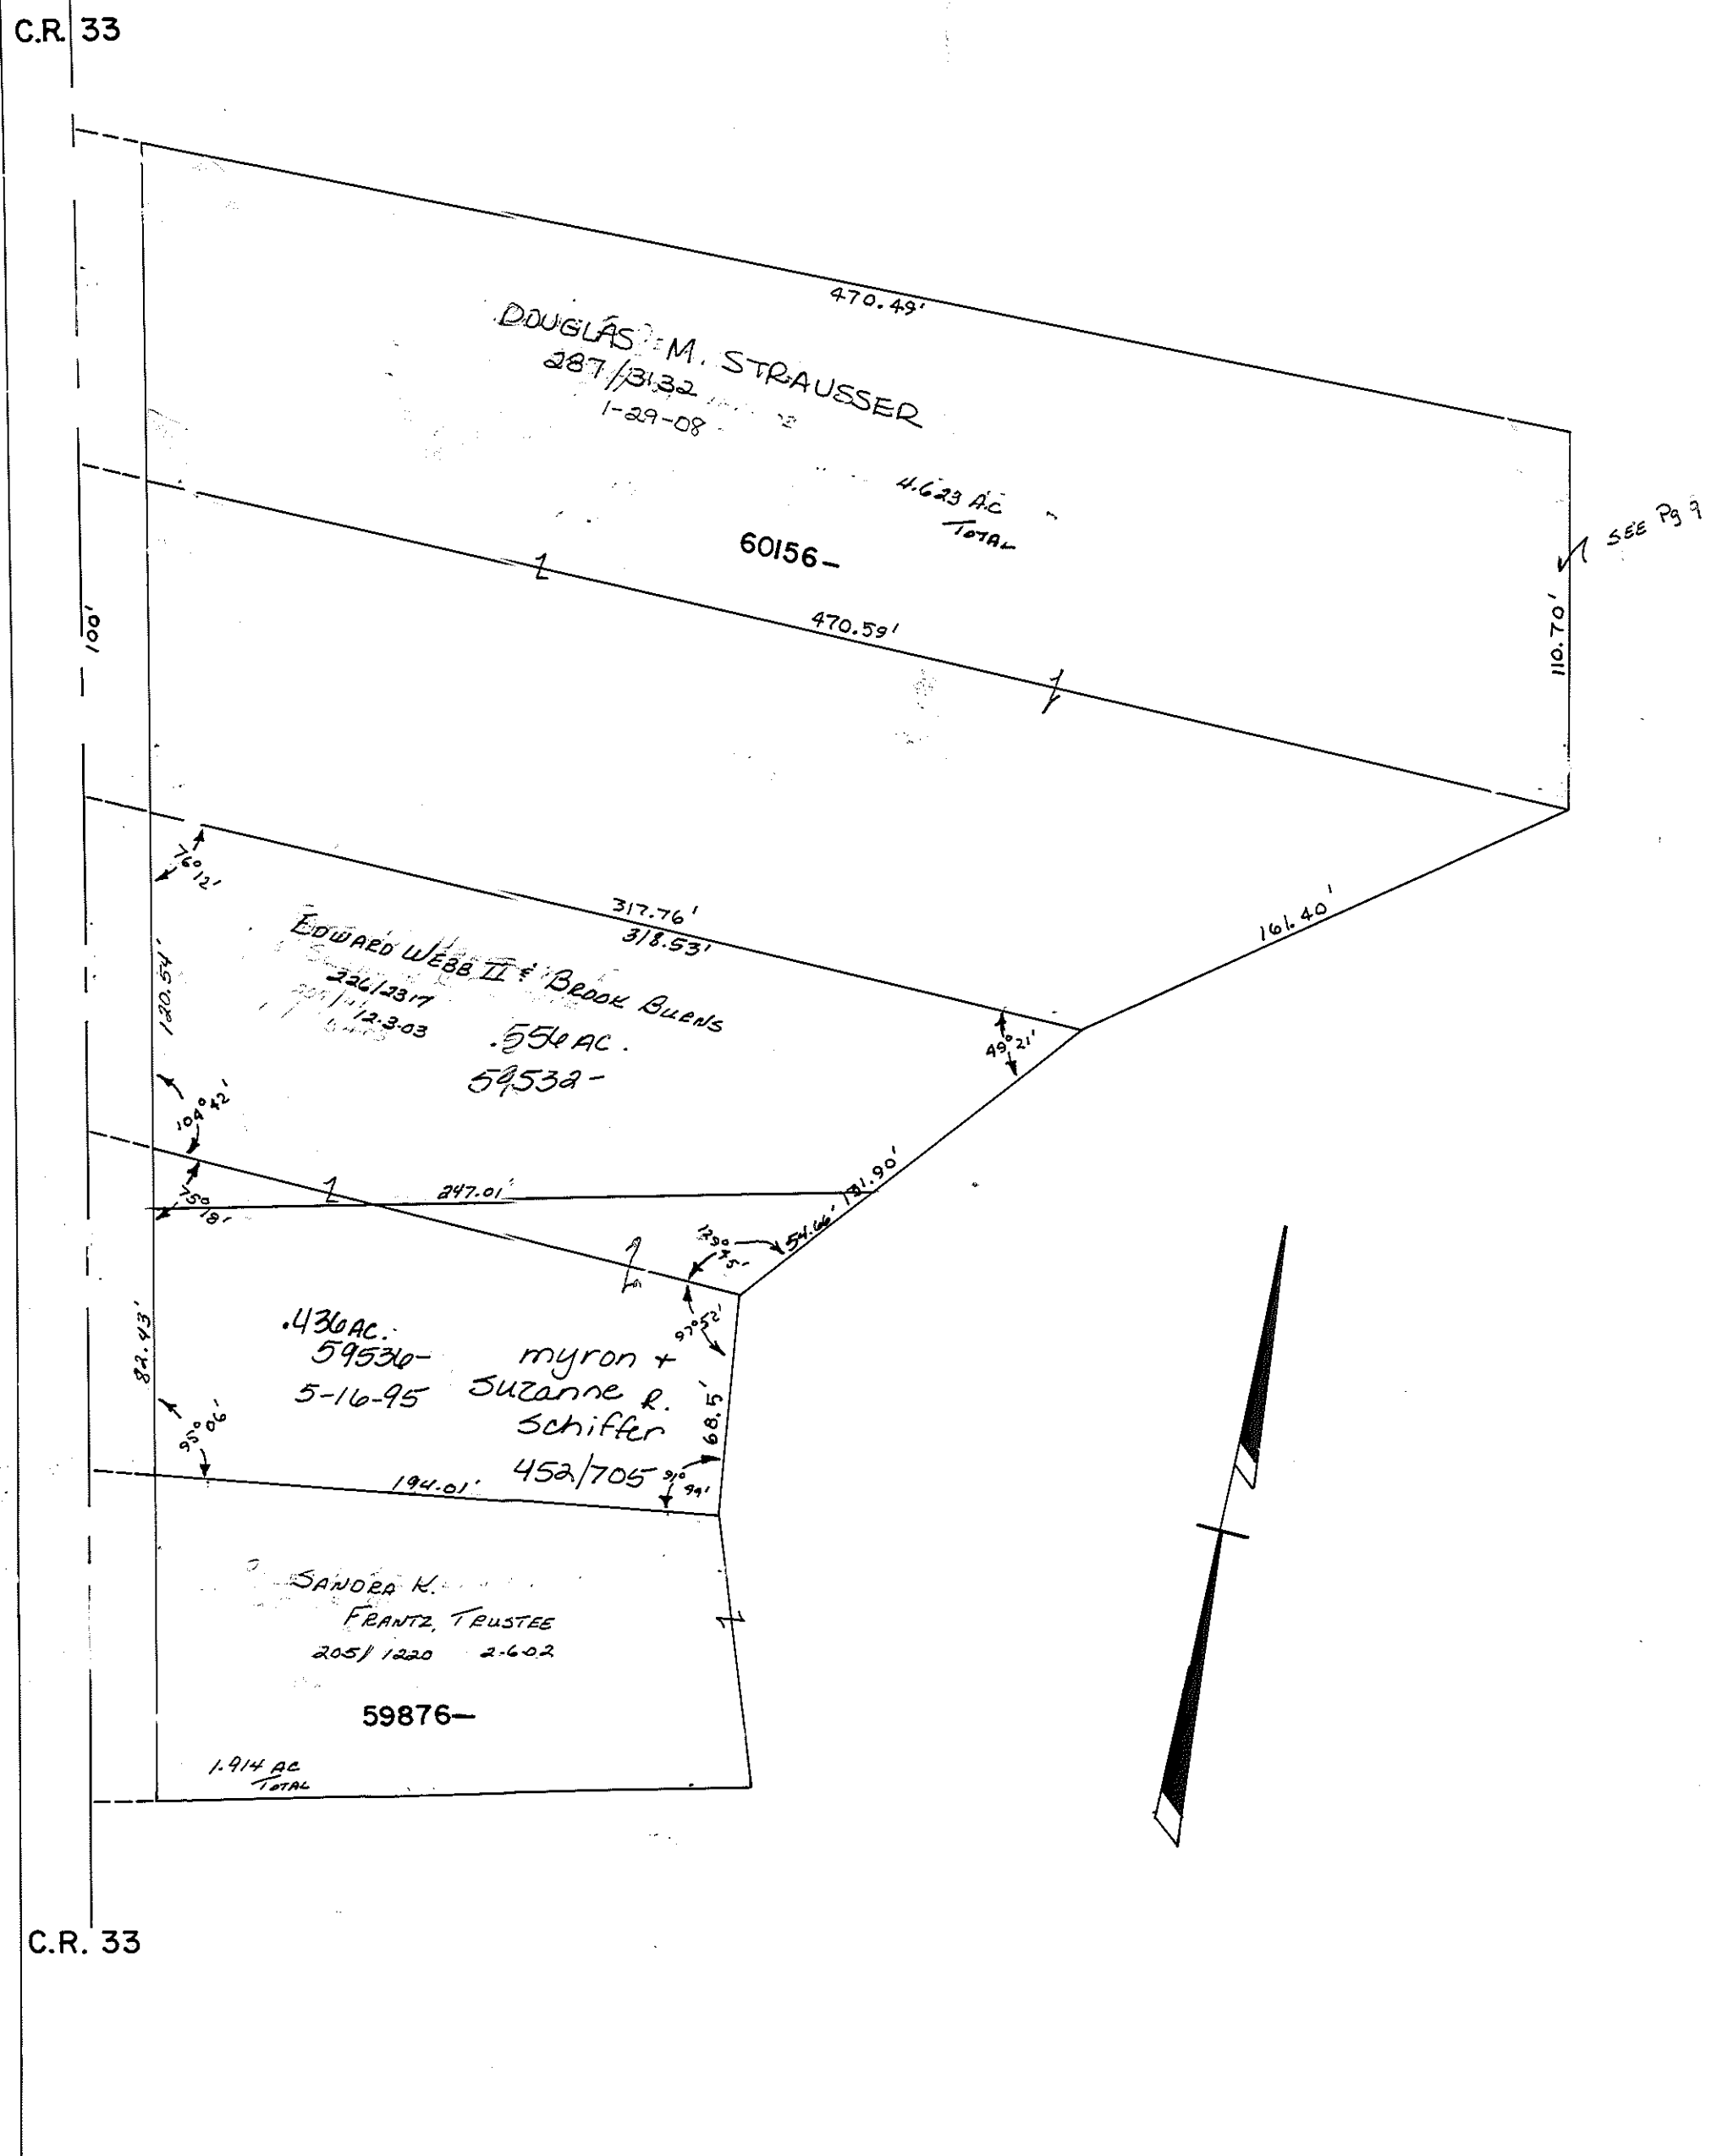 C.R. 33
470.49'
DOUGLAS M. STRAUSSER
287/3132
1-29-08
4.623 AC
TOTAL
SEE Pg 9
60156-
100'
470.59'
110.70'
76° 12'
317.76'
318.53'
161.40'
EDWARD WEBB II & BROOK BURNS
226/2317
12-3-03
.556 AC.
59532-
120.54'
49° 21'
104° 42'
75° 18'
247.01'
131.90'
54.66'
.436 AC.
59536-
5-16-95
myron +
Suzanne R.
Schiffer
452/705
97° 52'
68.5'
82.43'
95° 06'
194.01'
SANDRA K.
FRANTZ, TRUSTEE
205/1220 2-6-02
59876-
1.914 AC
TOTAL
C.R. 33